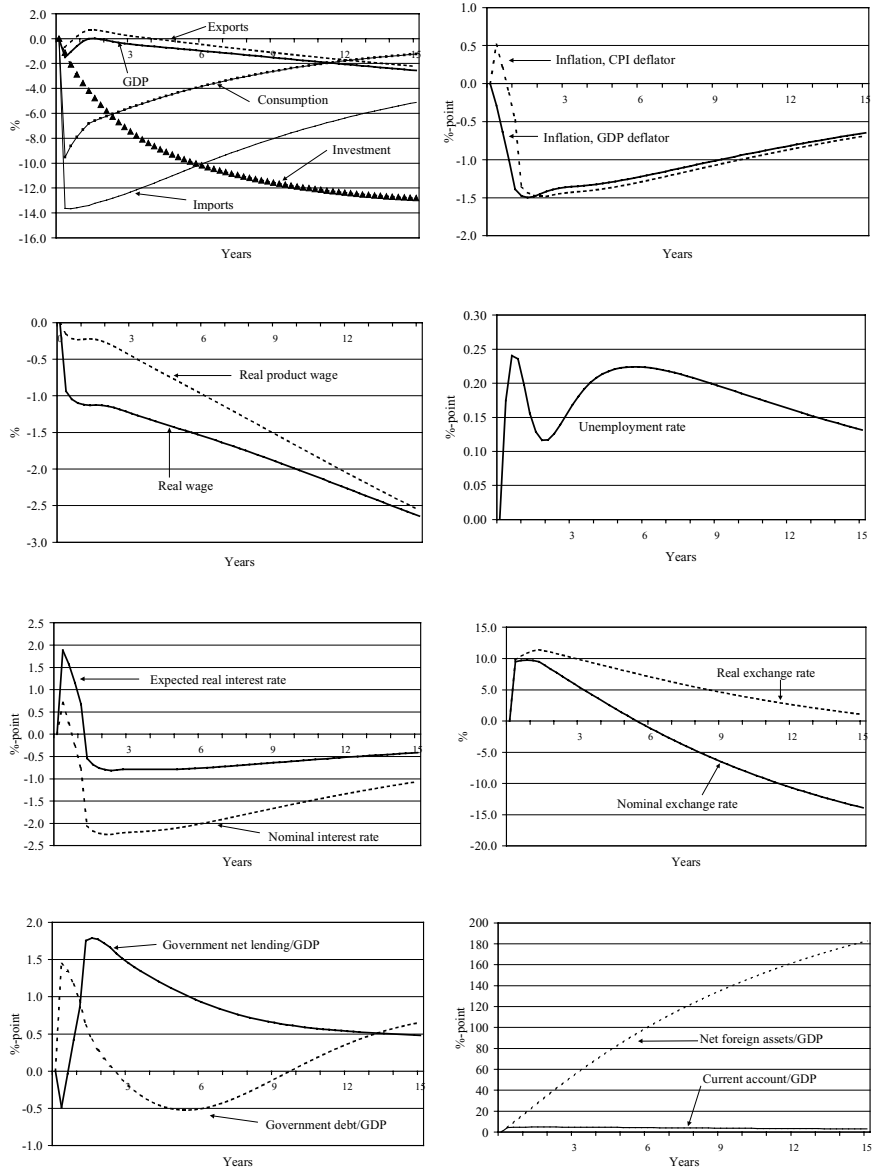 2.0
0.0
-2.0
-4.0
-6.0
-8.0
-10.0
-12.0
-14.0
-16.0
%
3 6 9 12 15
Exports
GDP
Consumption
Investment
Imports
Years
1.0
0.5
0.0
-0.5
-1.0
-1.5
-2.0
%-point
3 6 9 12 15
Inflation, CPI deflator
Inflation, GDP deflator
Years
0.0
-0.5
-1.0
-1.5
-2.0
-2.5
-3.0
%
0 3 6 9 12 15
Real product wage
Real wage
Years
0.30
0.25
0.20
0.15
0.10
0.05
0.00
%-point
3 6 9 12 15
Unemployment rate
Years
2.5
2.0
1.5
1.0
0.5
0.0
-0.5
-1.0
-1.5
-2.0
-2.5
%-point
3 6 9 12 15
Expected real interest rate
Nominal interest rate
Years
15.0
10.0
5.0
0.0
-5.0
-10.0
-15.0
-20.0
%
3 6 9 12 15
Real exchange rate
Nominal exchange rate
Years
2.0
1.5
1.0
0.5
0.0
-0.5
-1.0
%-point
3 6 9 12 15
Government net lending/GDP
Government debt/GDP
Years
200
180
160
140
120
100
80
60
40
20
0
%-point
3 6 9 12 15
Net foreign assets/GDP
Current account/GDP
Years